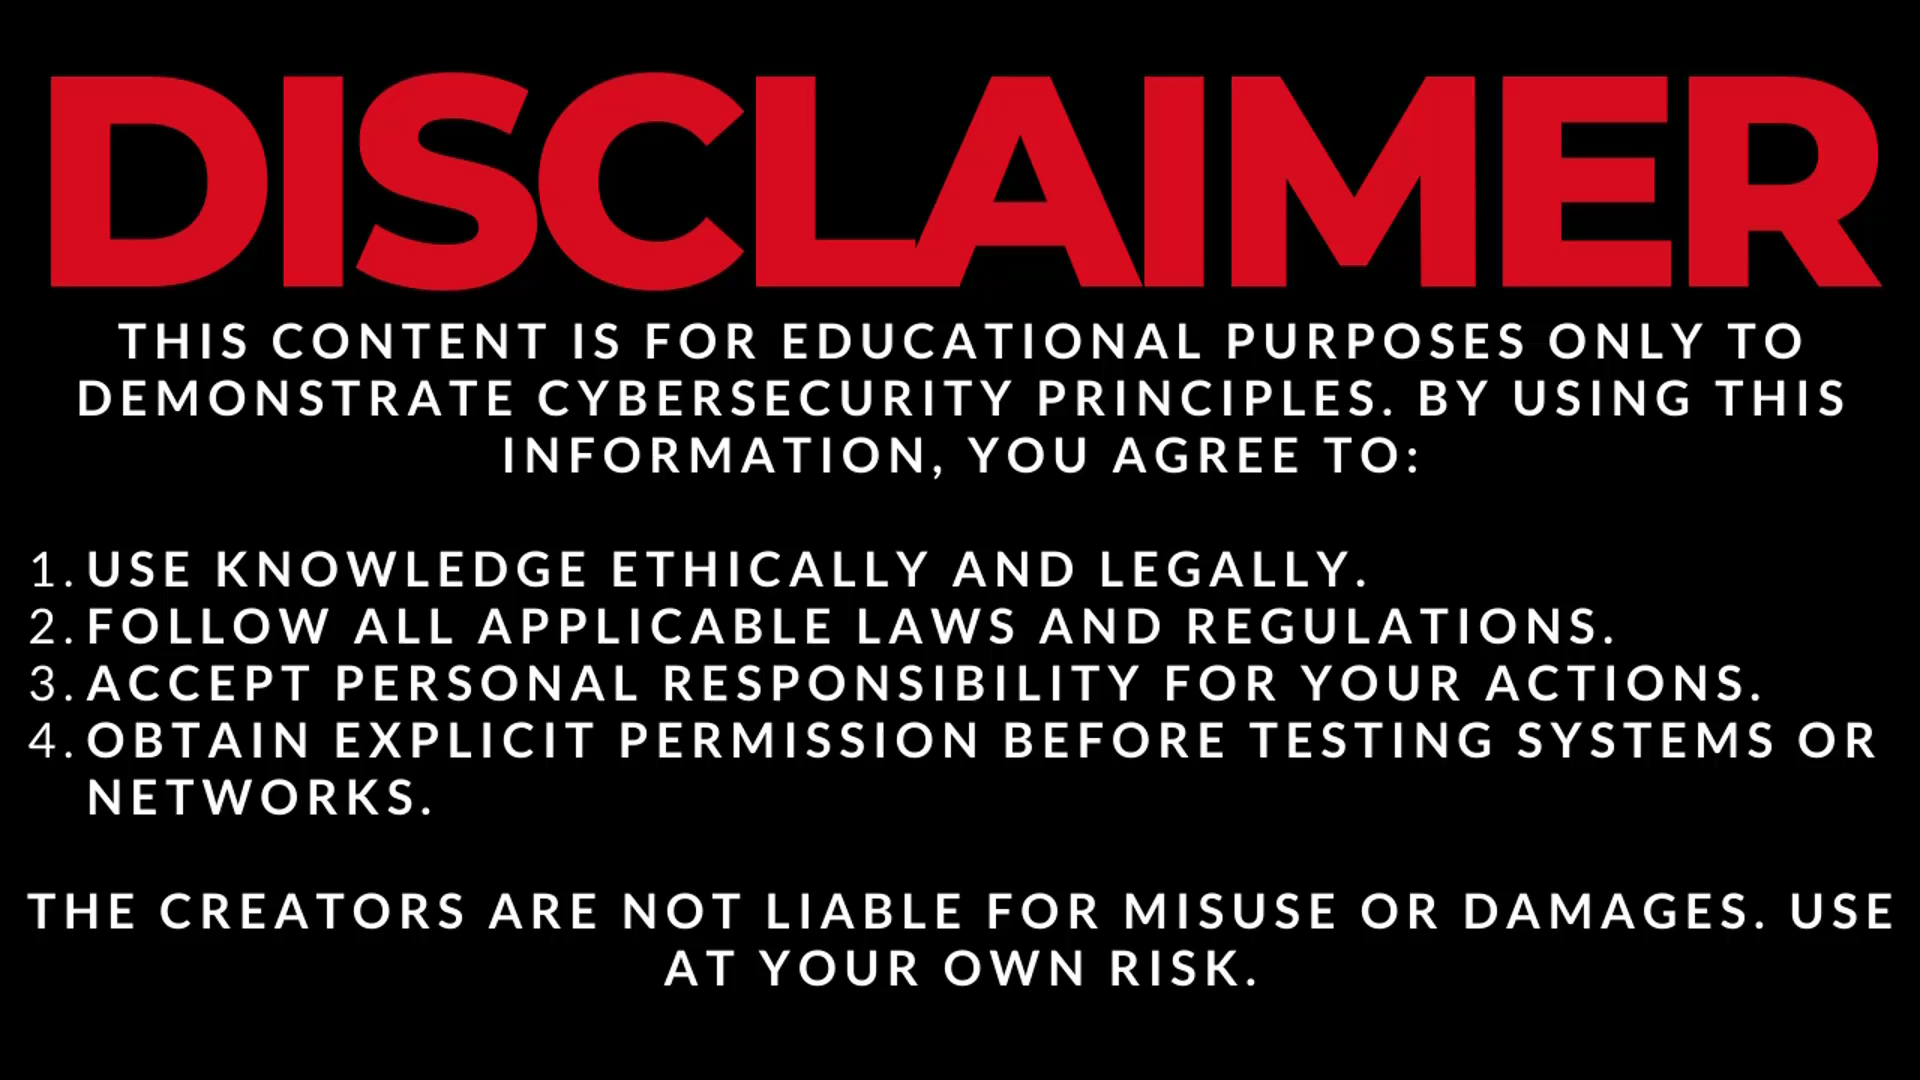 DISCLAIMER
THIS CONTENT IS FOR EDUCATIONAL PURPOSES ONLY TO
DEMONSTRATE CYBERSECURITY PRINCIPLES. BY USING THIS
INFORMATION, YOU AGREE TO:
1. USE KNOWLEDGE ETHICALLY AND LEGALLY.
2. FOLLOW ALL APPLICABLE LAWS AND REGULATIONS.
3. ACCEPT PERSONAL RESPONSIBILITY FOR YOUR ACTIONS.
4. OBTAIN EXPLICIT PERMISSION BEFORE TESTING SYSTEMS OR
NETWORKS.
THE CREATORS ARE NOT LIABLE FOR MISUSE OR DAMAGES. USE
AT YOUR OWN RISK.